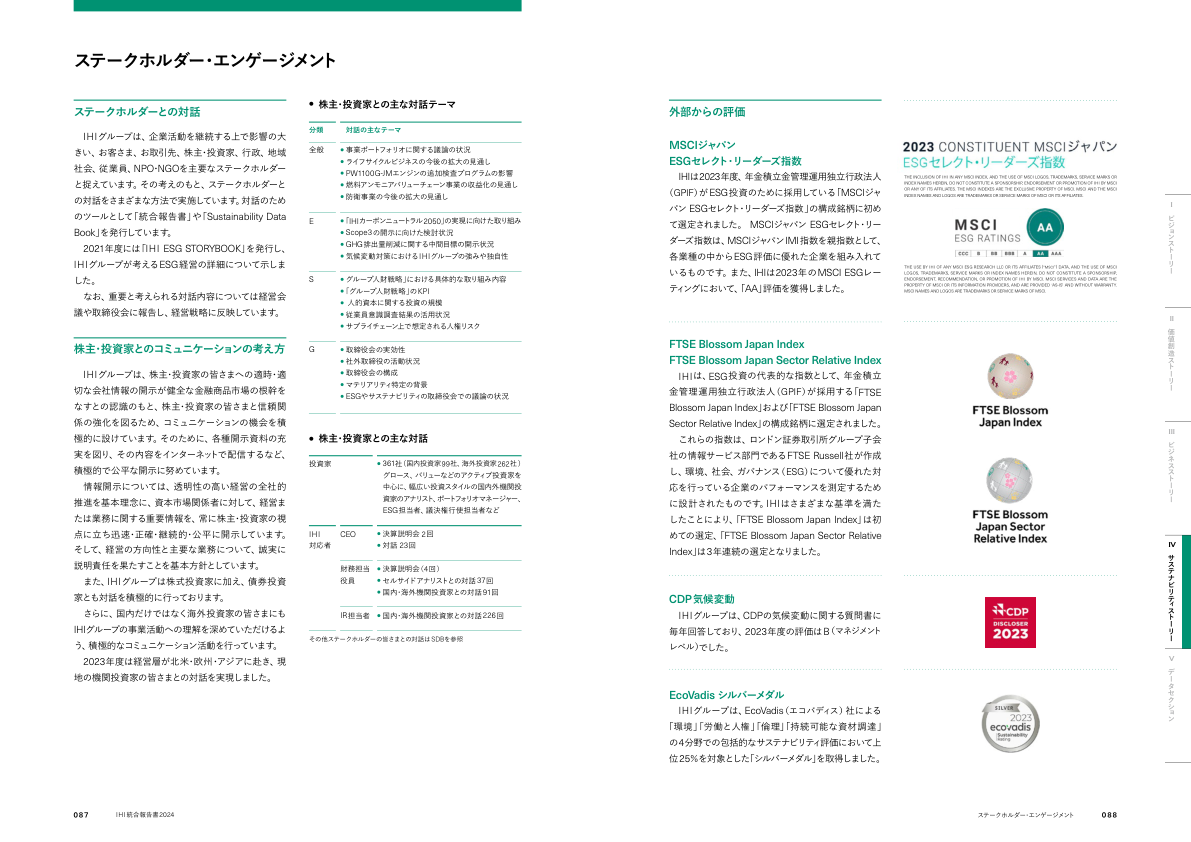 ステークホルダー・エンゲージメント
ステークホルダーとの対話
IHIグループは、企業活動を継続する上で影響の大
きい、お客さま、お取引先、株主・投資家、行政、地域
社会、従業員、NPO・NGOを主要なステークホルダー
と捉えています。その考えのもと、ステークホルダーと
の対話をさまざまな方法で実施しています。対話のため
のツールとして「統合報告書」や「Sustainability Data
Book」を発行しています。
2021年度には「IHI ESG STORYBOOK」を発行し、
IHIグループが考えるESG経営の詳細について示しま
した。
なお、重要と考えられる対話内容については経営会
議や取締役会に報告し、経営戦略に反映しています。
株主・投資家とのコミュニケーションの考え方
IHIグループは、株主・投資家の皆さまへの適時・適
切な会社情報の開示が健全な金融商品市場の根幹を
なすとの認識のもと、株主・投資家の皆さまと信頼関
係の強化を図るため、コミュニケーションの機会を積
極的に設けています。そのために、各種開示資料の充
実を図り、その内容をインターネットで配信するなど、
積極的で公平な開示に努めています。
情報開示については、透明性の高い経営の全社的
推進を基本理念に、資本市場関係者に対して、経営ま
たは業務に関する重要情報を、常に株主・投資家の視
点に立ち迅速・正確・継続的・公平に開示しています。
そして、経営の方向性と主要な業務について、誠実に
説明責任を果たすことを基本方針としています。
また、IHIグループは株式投資家に加え、債券投資
家とも対話を積極的に行っております。
さらに、国内だけではなく海外投資家の皆さまにも
IHIグループの事業活動への理解を深めていただけるよ
う、積極的なコミュニケーション活動を行っています。
2023年度は経営層が北米・欧州・アジアに赴き、現
地の機関投資家の皆さまとの対話を実現しました。
● 株主・投資家との主な対話テーマ
分類 対話の主なテーマ
全般 ● 事業ポートフォリオに関する議論の状況
● ライフサイクルビジネスの今後の拡大の見通し
● PW1100G-JMエンジンの追加検査プログラムの影響
● 燃料アンモニアバリューチェーン事業の収益化の見通し
● 防衛事業の今後の拡大の見通し
E ● 「IHIカーボンニュートラル2050」の実現に向けた取り組み
● Scope3の開示に向けた検討状況
● GHG排出量削減に関する中間目標の開示状況
● 気候変動対策におけるIHIグループの強みや独自性
S ● 「グループ人財戦略」における具体的な取り組み内容
● 「グループ人財戦略」のKPI
● 人的資本に関する投資の規模
● 従業員意識調査結果の活用状況
● サプライチェーン上で想定される人権リスク
G ● 取締役会の実効性
● 社外取締役の活動状況
● 取締役会の構成
● マテリアリティ特定の背景
● ESGやサステナビリティの取締役会での議論の状況
● 株主・投資家との主な対話
投資家 ● 361社（国内投資家99社、海外投資家262社）
グロース、バリューなどのアクティブ投資家を
中心に、幅広い投資スタイルの国内外機関投
資家のアナリスト、ポートフォリオマネージャー、
ESG担当者、議決権行使担当者など
IHI CEO ● 決算説明会 2回
対応者 ● 対話 23回
財務担当 ● 決算説明会（4回）
役員 ● セルサイドアナリストとの対話 37回
● 国内・海外機関投資家との対話91回
IR担当者 ● 国内・海外機関投資家との対話226回
その他ステークホルダーの皆さまとの対話はSDBを参照
087 IHI統合報告書2024
外部からの評価
MSCIジャパン
ESGセレクト・リーダーズ指数
IHIは2023年度、年金積立金管理運用独立行政法人
（GPIF）がESG投資のために採用している「MSCIジャ
パン ESGセレクト・リーダーズ指数」の構成銘柄に初め
て選定されました。 MSCIジャパン ESGセレクト・リー
ダーズ指数は、MSCIジャパンIMI指数を親指数として、
各業種の中からESG評価に優れた企業を組み入れて
いるものです。また、IHIは2023年のMSCI ESGレー
ティングにおいて、「AA」評価を獲得しました。
2023 CONSTITUENT MSCIジャパン
ESGセレクト・リーダーズ指数
THE INCLUSION OF IHI IN ANY MSCI INDEX, AND THE USE OF MSCI LOGOS, TRADEMARKS, SERVICE MARKS OR
INDEX NAMES HEREIN, DO NOT CONSTITUTE A SPONSORSHIP, ENDORSEMENT OR PROMOTION OF IHI BY MSCI
OR ANY OF ITS AFFILIATES. THE MSCI INDEXES ARE THE EXCLUSIVE PROPERTY OF MSCI. MSCI AND THE MSCI
INDEX NAMES AND LOGOS ARE TRADEMARKS OR SERVICE MARKS OF MSCI OR ITS AFFILIATES.
MSCI
ESG RATINGS
AA
CCC B BB BBB A AA AAA
THE USE BY IHI OF ANY MSCI ESG RESEARCH LLC OR ITS AFFILIATES ("MSCI") DATA, AND THE USE OF MSCI
LOGOS, TRADEMARKS, SERVICE MARKS OR INDEX NAMES HEREIN, DO NOT CONSTITUTE A SPONSORSHIP,
ENDORSEMENT, RECOMMENDATION, OR PROMOTION OF IHI BY MSCI. MSCI SERVICES AND DATA ARE THE
PROPERTY OF MSCI OR ITS INFORMATION PROVIDERS, AND ARE PROVIDED 'AS-IS' AND WITHOUT WARRANTY.
MSCI NAMES AND LOGOS ARE TRADEMARKS OR SERVICE MARKS OF MSCI.
FTSE Blossom Japan Index
FTSE Blossom Japan Sector Relative Index
IHIは、ESG投資の代表的な指数として、年金積立
金管理運用独立行政法人（GPIF）が採用する「FTSE
Blossom Japan Index」および「FTSE Blossom Japan
Sector Relative Index」の構成銘柄に選定されました。
これらの指数は、ロンドン証券取引所グループ子会
社の情報サービス部門であるFTSE Russell社が作成
し、環境、社会、ガバナンス（ESG）について優れた対
応を行っている企業のパフォーマンスを測定するため
に設計されたものです。IHIはさまざまな基準を満た
したことにより、「FTSE Blossom Japan Index」は初
めての選定、「FTSE Blossom Japan Sector Relative
Index」は3年連続の選定となりました。
FTSE Blossom
Japan Index
FTSE Blossom
Japan Sector
Relative Index
CDP気候変動
IHIグループは、CDPの気候変動に関する質問書に
毎年回答しており、2023年度の評価はB（マネジメント
レベル）でした。
CDP
DISCLOSER
2023
EcoVadis シルバーメダル
IHIグループは、EcoVadis（エコバディス）社による
「環境」「労働と人権」「倫理」「持続可能な資材調達」
の4分野での包括的なサステナビリティ評価において上
位25%を対象とした「シルバーメダル」を取得しました。
SILVER
2023
ecovadis
Sustainability
Rating
I ビジョンストーリー
II 価値創造ストーリー
III ビジネスストーリー
IV サステナビリティストーリー
V データセクション
ステークホルダー・エンゲージメント 088